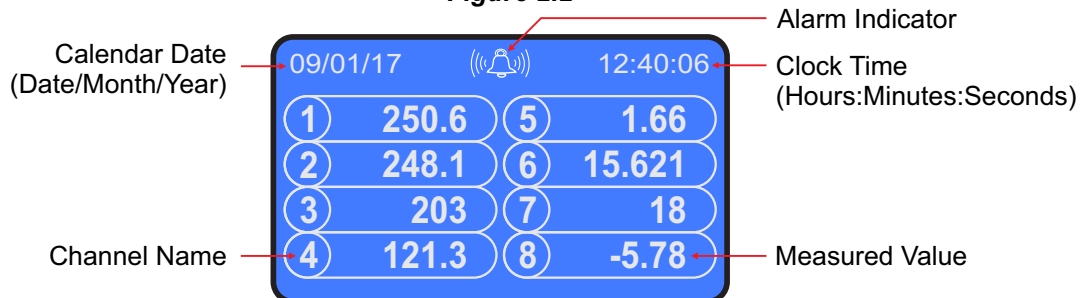 Alarm Indicator
Calendar Date
(Date/Month/Year)
09/01/17 12:40:06
Clock Time
(Hours:Minutes:Seconds)
1 250.6 5 1.66
2 248.1 6 15.621
3 203 7 18
Channel Name 4 121.3 8 -5.78 Measured Value